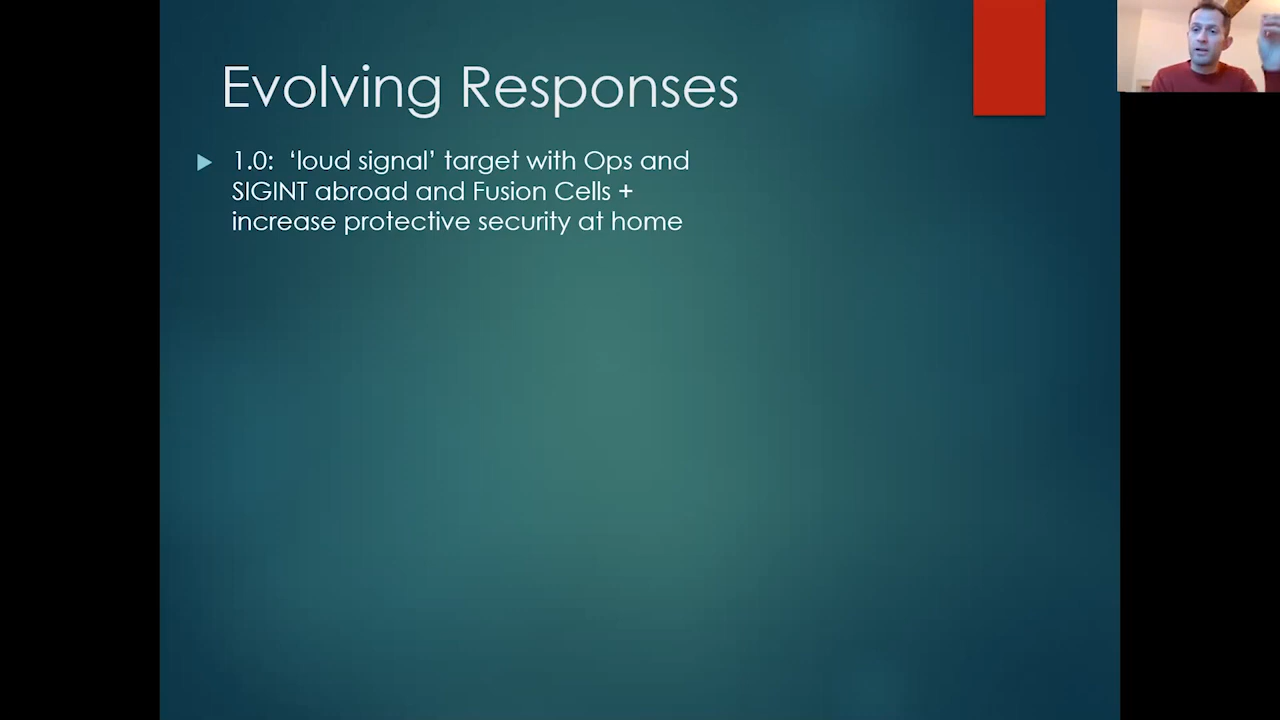 Evolving Responses
1.0:  ‘loud signal’ target with Ops and
SIGINT abroad and Fusion Cells +
increase protective security at home